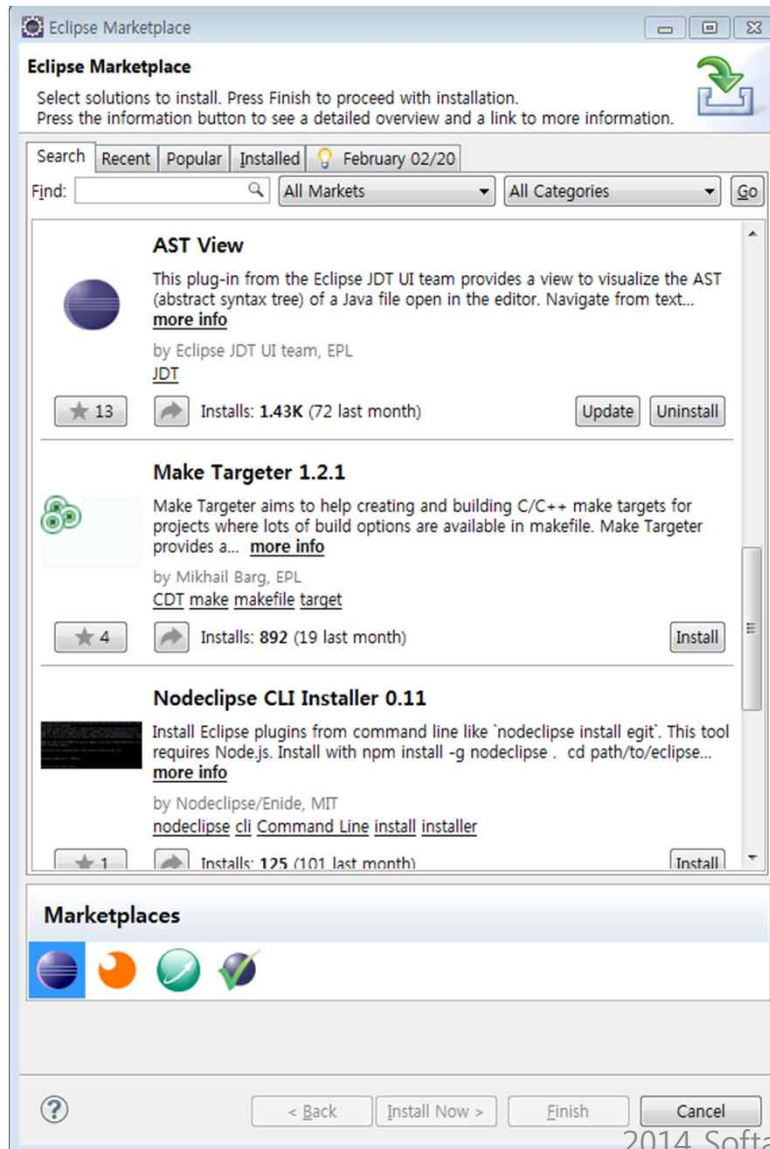 Eclipse Marketplace
Eclipse Marketplace
Select solutions to install. Press Finish to proceed with installation.
Press the information button to see a detailed overview and a link to more information.
Search Recent Popular Installed February 02/20
Find: All Markets All Categories Go
AST View
This plug-in from the Eclipse JDT UI team provides a view to visualize the AST
(abstract syntax tree) of a Java file open in the editor. Navigate from text...
more info
by Eclipse JDT UI team, EPL
JDT
13 Installs: 1.43K (72 last month) Update Uninstall
Make Targeter 1.2.1
Make Targeter aims to help creating and building C/C++ make targets for
projects where lots of build options are available in makefile. Make Targeter
provides a... more info
by Mikhail Barg, EPL
CDT make makefile target
4 Installs: 892 (19 last month) Install
Nodeclipse CLI Installer 0.11
Install Eclipse plugins from command line like `nodeclipse install egit`. This tool
requires Node.js. Install with npm install -g nodeclipse . cd path/to/eclipse...
more info
by Nodeclipse/Enide, MIT
nodeclipse cli Command Line install installer
1 Installs: 125 (101 last month) Install
Marketplaces
? < Back Install Now > Finish Cancel
2014 Softa